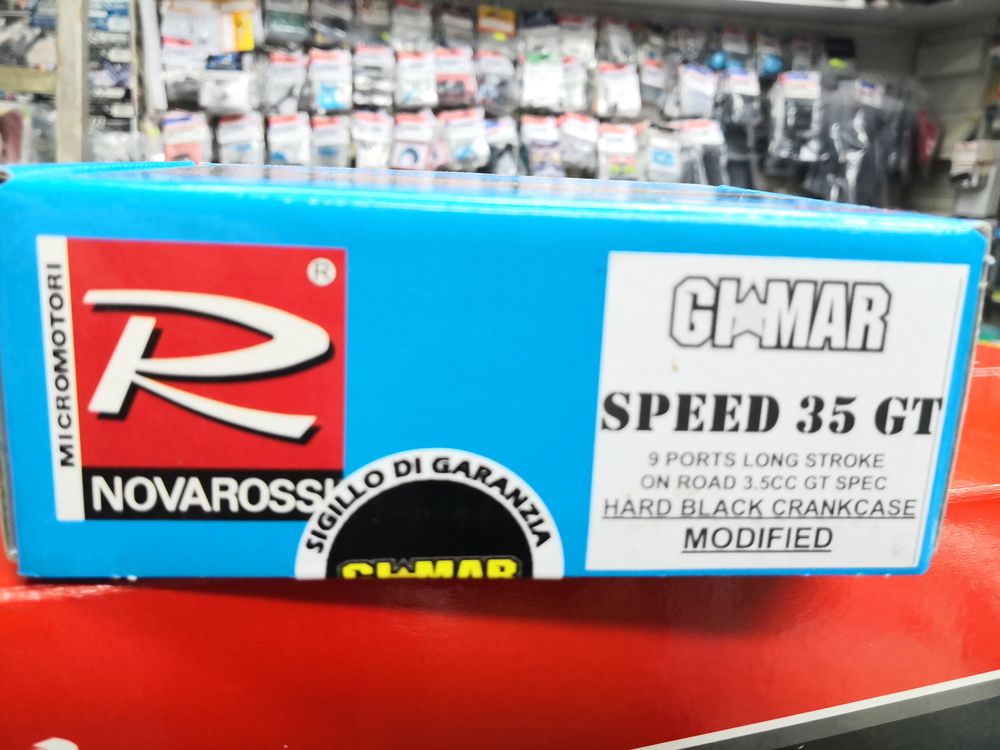 MICROMOTORI
R
®
NOVAROSSI
SIGILLO DI GARANZIA
GIMAR
GIMAR
SPEED 35 GT
9 PORTS LONG STROKE
ON ROAD 3.5CC GT SPEC
HARD BLACK CRANKCASE
MODIFIED